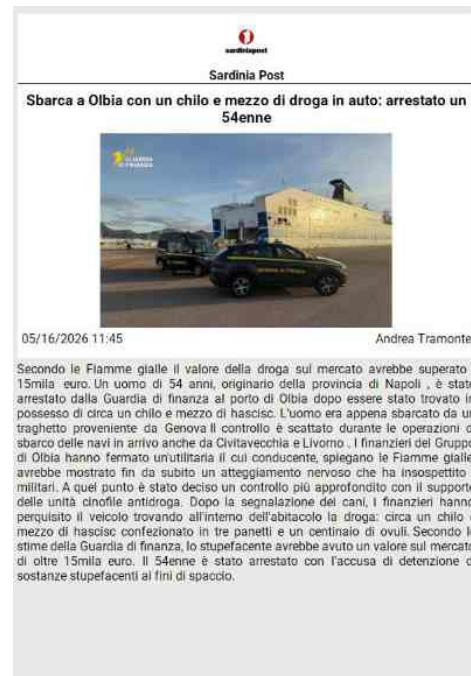 sardiniapost
Sardinia Post
Sbarca a Olbia con un chilo e mezzo di droga in auto: arrestato un
54enne
GUARDIA
DI FINANZA
GUARDIA DI FINANZA
05/16/2026 11:45
Andrea Tramonte
Secondo le Fiamme gialle il valore della droga sul mercato avrebbe superato
15mila euro. Un uomo di 54 anni, originario della provincia di Napoli , è stat
arrestato dalla Guardia di finanza al porto di Olbia dopo essere stato trovato in
possesso di circa un chilo e mezzo di hascisc. L'uomo era appena sbarcato da un
traghetto proveniente da Genova Il controllo è scattato durante le operazioni d
sbarco delle navi in arrivo anche da Civitavecchia e Livorno . I finanzieri del Gruppo
di Olbia hanno fermato un'utilitaria il cui conducente, spiegano le Fiamme gialle
avrebbe mostrato fin da subito un atteggiamento nervoso che ha insospettito
militari. A quel punto è stato deciso un controllo più approfondito con il supporto
delle unità cinofile antidroga. Dopo la segnalazione dei cani, i finanzieri hanno
perquisito il veicolo trovando all'interno dell'abitacolo la droga: circa un chilo
mezzo di hascisc confezionato in tre panetti e un centinaio di ovuli. Secondo l
stime della Guardia di finanza, lo stupefacente avrebbe avuto un valore sul mercato
di oltre 15mila euro. Il 54enne è stato arrestato con l'accusa di detenzione d
sostanze stupefacenti ai fini di spaccio.